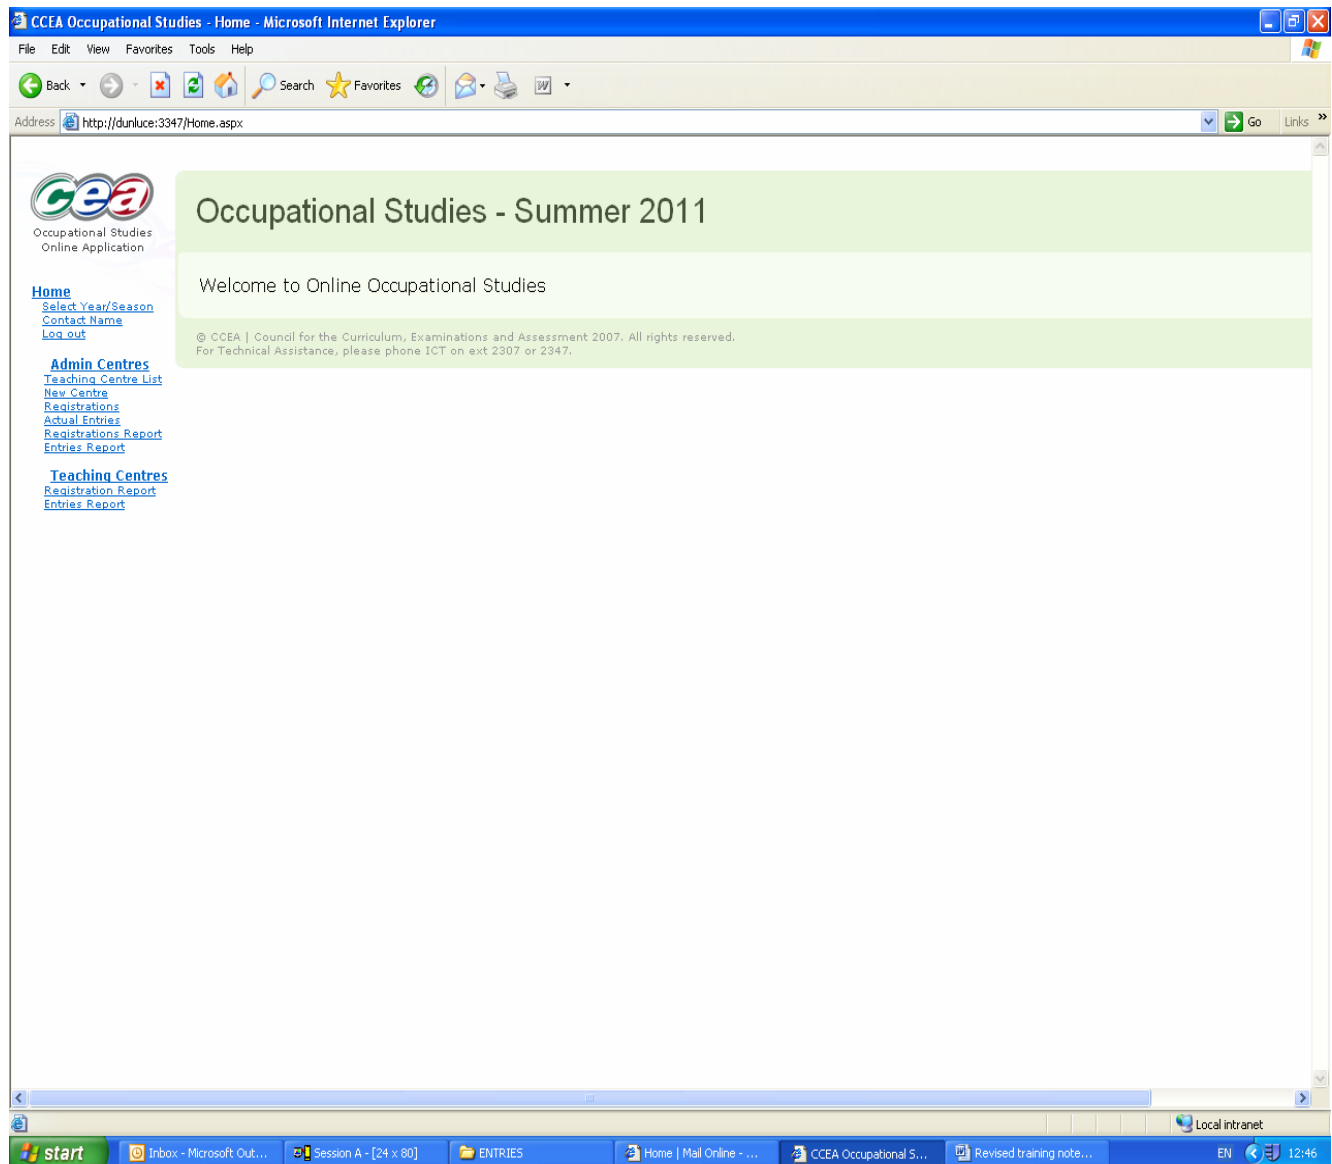 CCEA Occupational Studies - Home - Microsoft Internet Explorer
File Edit View Favorites Tools Help
Back Search Favorites
Address http://dunluce:3347/Home.aspx Go Links »
ccea
Occupational Studies
Online Application
Occupational Studies - Summer 2011
Welcome to Online Occupational Studies
© CCEA | Council for the Curriculum, Examinations and Assessment 2007. All rights reserved.
For Technical Assistance, please phone ICT on ext 2307 or 2347.
Home
Select Year/Season
Contact Name
Log out
Admin Centres
Teaching Centre List
New Centre
Registrations
Actual Entries
Registrations Report
Entries Report
Teaching Centres
Registration Report
Entries Report
Local intranet
start Inbox - Microsoft Out... Session A - [24 x 80] ENTRIES Home | Mail Online - ... CCEA Occupational S... Revised training note... EN 12:46